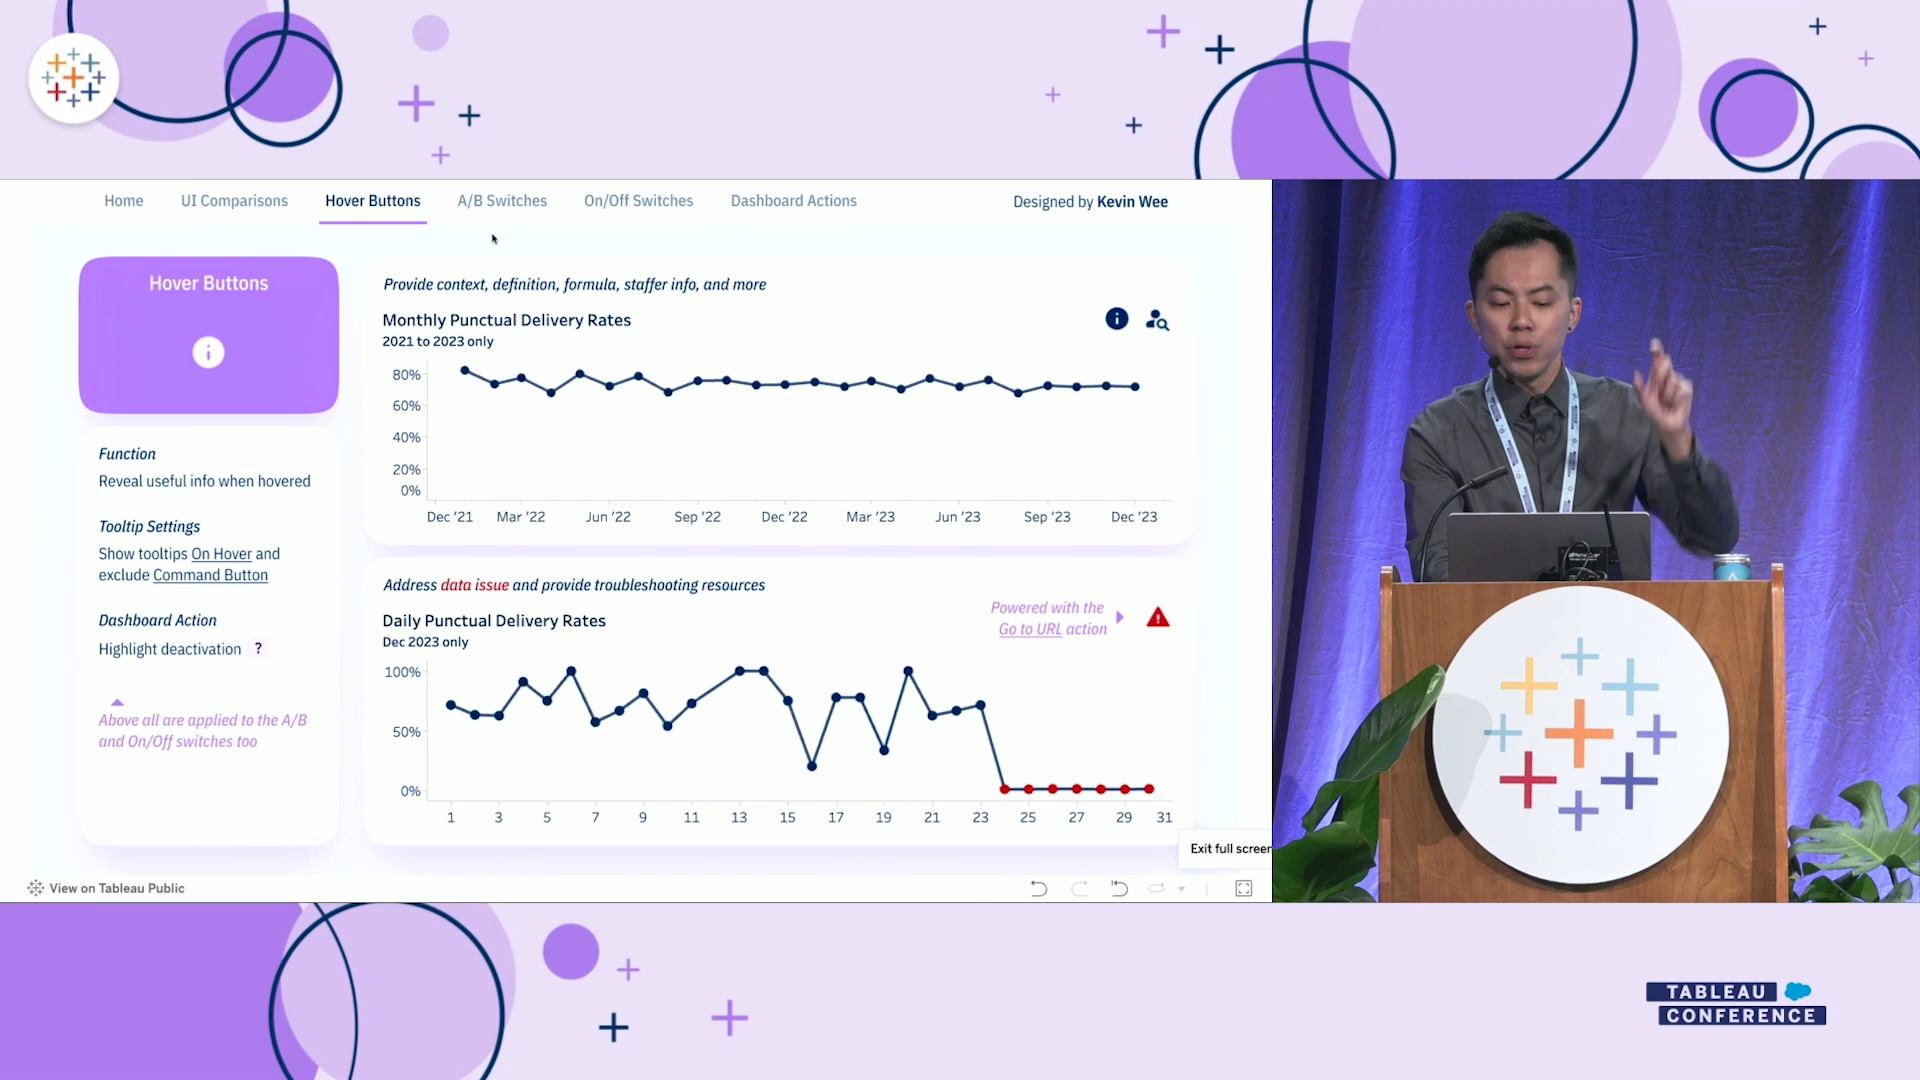 Home UI Comparisons Hover Buttons A/B Switches On/Off Switches Dashboard Actions Designed by Kevin Wee
Hover Buttons
i
Function
Reveal useful info when hovered
Tooltip Settings
Show tooltips On Hover and
exclude Command Button
Dashboard Action
Highlight deactivation ?
Above all are applied to the A/B
and On/Off switches too
Provide context, definition, formula, staffer info, and more
Monthly Punctual Delivery Rates
2021 to 2023 only
i
80%
60%
40%
20%
0%
Dec '21 Mar '22 Jun '22 Sep '22 Dec '22 Mar '23 Jun '23 Sep '23 Dec '23
Address data issue and provide troubleshooting resources
Daily Punctual Delivery Rates
Dec 2023 only
Powered with the
Go to URL action
!
100%
50%
0%
1 3 5 7 9 11 13 15 17 19 21 23 25 27 29 31
Exit full screen
View on Tableau Public
TABLEAU
CONFERENCE